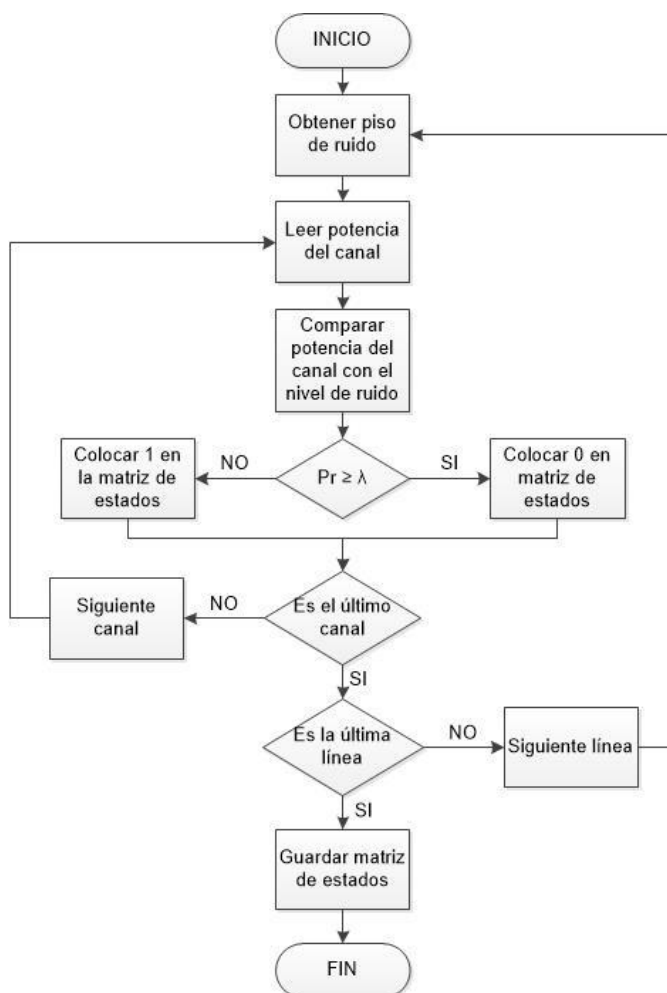 INICIO
Obtener piso
de ruido
Leer potencia
del canal
Comparar
potencia del
canal con el
nivel de ruido
Colocar 1 en
la matriz de
estados
NO
Pr ≥ λ
SI
Colocar 0 en
matriz de
estados
Siguiente
canal
NO
Es el último
canal
SI
Es la última
línea
NO
Siguiente línea
SI
Guardar matriz
de estados
FIN